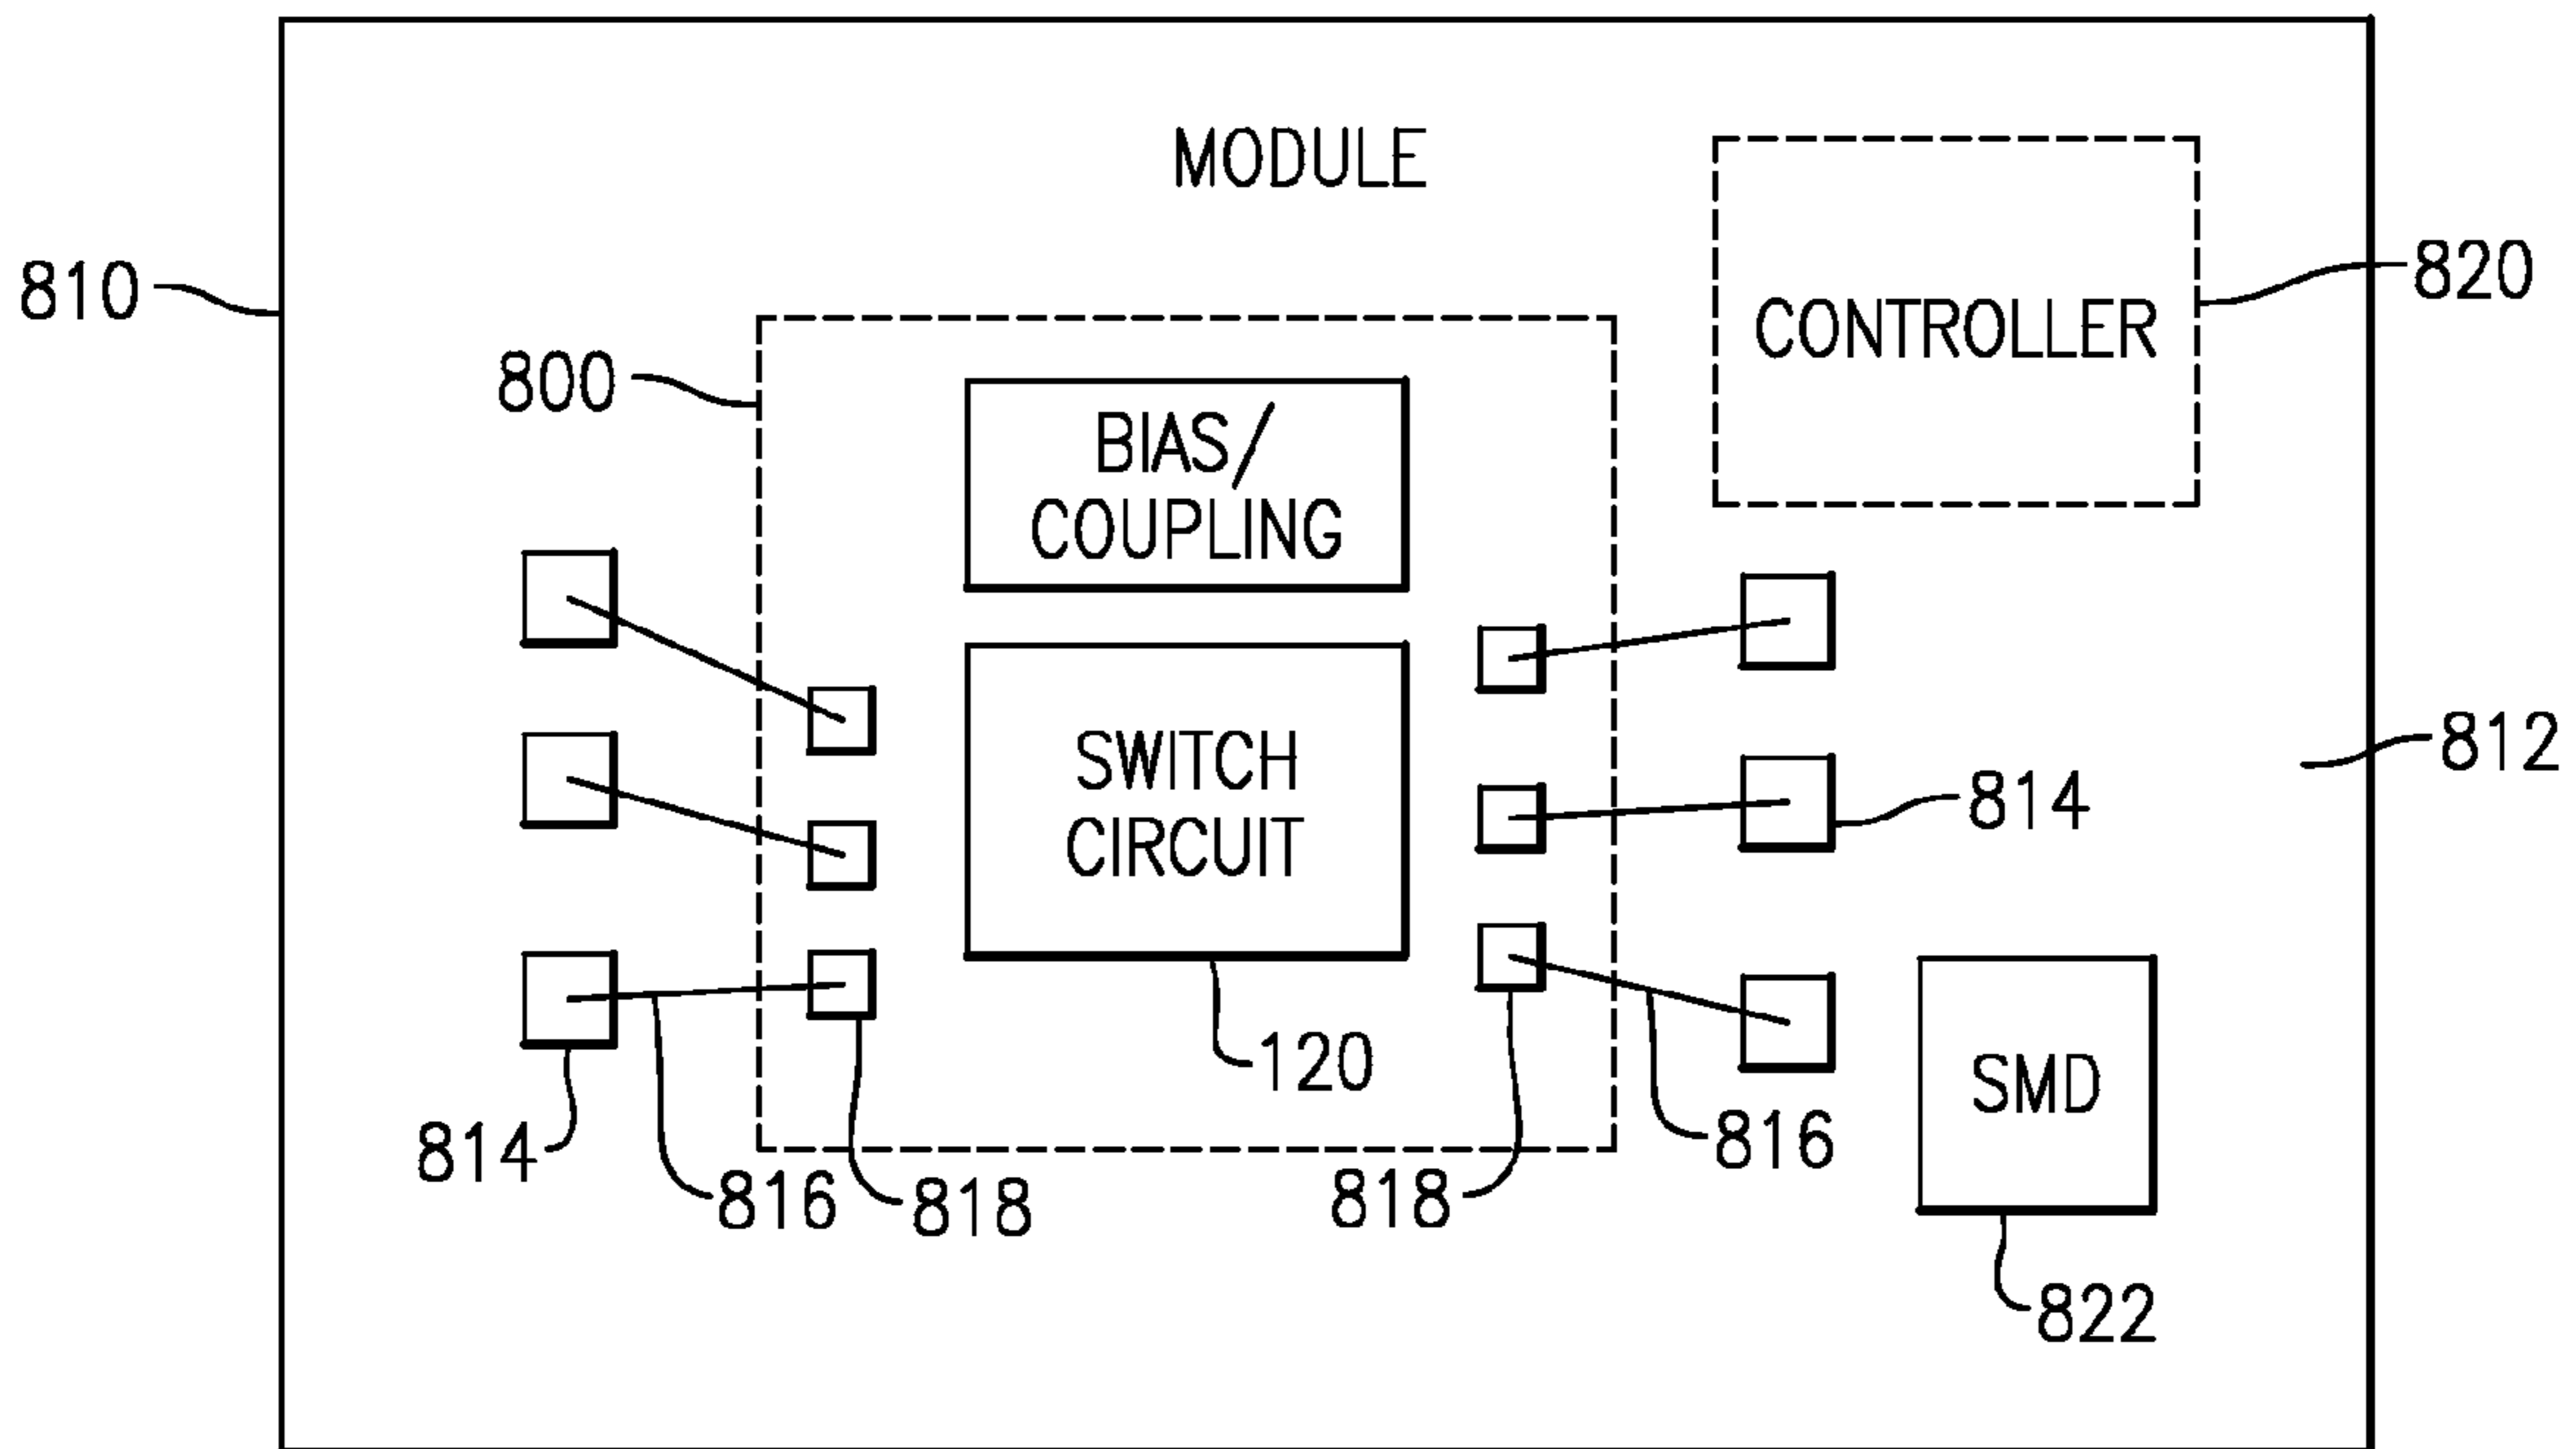 MODULE
810
820
CONTROLLER
800
BIAS/
COUPLING
812
SWITCH
CIRCUIT
814
120
SMD
814
816
818
818
816
822